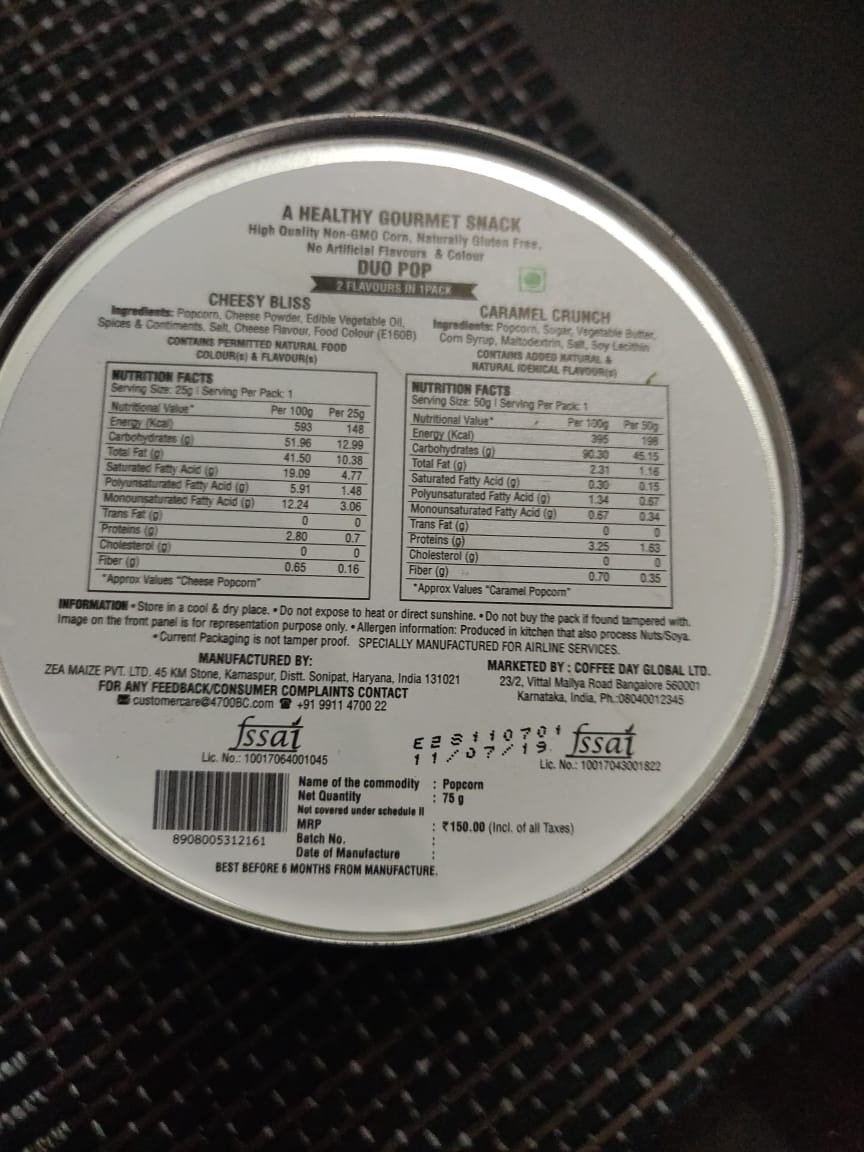 A HEALTHY GOURMET SNACK
High Quality Non-GMO Corn, Naturally Gluten Free,
No Artificial Flavours & Colour
DUO POP
2 FLAVOURS IN 1PACK
CHEESY BLISS
Ingredients: Popcorn, Cheese Powder, Edible Vegetable Oil,
Spices & Contiments, Salt, Cheese Flavour, Food Colour (E160B)
CONTAINS PERMITTED NATURAL FOOD
COLOUR(s) & FLAVOUR(s)
NUTRITION FACTS
Serving Size: 25g | Serving Per Pack: 1
Nutritional Value* Per 100g Per 25g
Energy (Kcal) 593 148
Carbohydrates (g) 51.96 12.99
Total Fat (g) 41.50 10.38
Saturated Fatty Acid (g) 19.09 4.77
Polyunsaturated Fatty Acid (g) 5.91 1.48
Monounsaturated Fatty Acid (g) 12.24 3.06
Trans Fat (g) 0 0
Proteins (g) 2.80 0.7
Cholesterol (g) 0 0
Fiber (g) 0.65 0.16
*Approx Values "Cheese Popcorn"
CARAMEL CRUNCH
Ingredients: Popcorn, Sugar, Vegetable Butter,
Corn Syrup, Maltodextrin, Salt, Soy Lecithin
CONTAINS ADDED NATURAL &
NATURAL IDENICAL FLAVOUR(s)
NUTRITION FACTS
Serving Size: 50g | Serving Per Pack: 1
Nutritional Value* Per 100g Per 50g
Energy (Kcal) 395 198
Carbohydrates (g) 90.30 45.15
Total Fat (g) 2.31 1.16
Saturated Fatty Acid (g) 0.30 0.15
Polyunsaturated Fatty Acid (g) 1.34 0.67
Monounsaturated Fatty Acid (g) 0.67 0.34
Trans Fat (g) 0 0
Proteins (g) 3.25 1.63
Cholesterol (g) 0 0
Fiber (g) 0.70 0.35
*Approx Values "Caramel Popcorn"
INFORMATION • Store in a cool & dry place. • Do not expose to heat or direct sunshine. • Do not buy the pack if found tampered with.
Image on the front panel is for representation purpose only. • Allergen information: Produced in kitchen that also process Nuts/Soya.
• Current Packaging is not tamper proof. SPECIALLY MANUFACTURED FOR AIRLINE SERVICES.
MANUFACTURED BY:
ZEA MAIZE PVT. LTD. 45 KM Stone, Kamaspur, Distt. Sonipat, Haryana, India 131021
FOR ANY FEEDBACK/CONSUMER COMPLAINTS CONTACT
customercare@4700BC.com +91 9911 4700 22
MARKETED BY : COFFEE DAY GLOBAL LTD.
23/2, Vittal Mallya Road Bangalore 560001
Karnataka, India, Ph.:08040012345
fssai
Lic. No.: 10017064001045
11/07/19
fssai
Lic. No.: 10017043001822
8908005312161
Name of the commodity : Popcorn
Net Quantity : 75 g
Not covered under schedule II
MRP : ₹150.00 (Incl. of all Taxes)
Batch No. :
Date of Manufacture :
BEST BEFORE 6 MONTHS FROM MANUFACTURE.